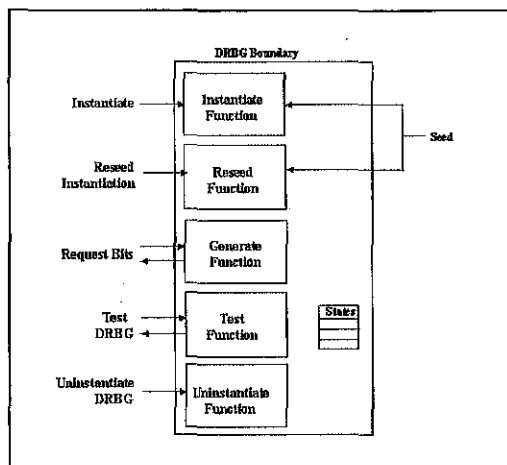 DRBG Boundary
Instantiate
Instantiate
Function
Seed
Reseed
Instantiation
Reseed
Function
Request Bits
Generate
Function
States
Test
DRBG
Test
Function
Uninstantiate
DRBG
Uninstantiate
Function